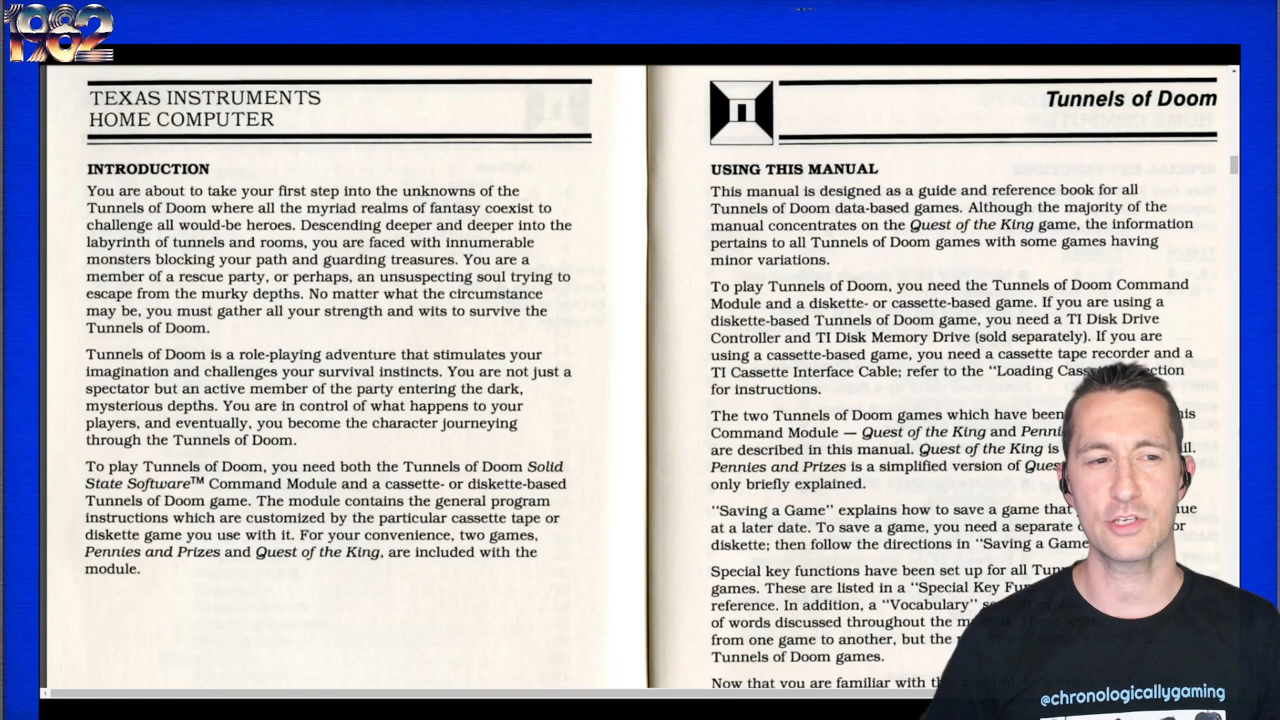 1982
TEXAS INSTRUMENTS
HOME COMPUTER
INTRODUCTION
You are about to take your first step into the unknowns of the
Tunnels of Doom where all the myriad realms of fantasy coexist to
challenge all would-be heroes. Descending deeper and deeper into the
labyrinth of tunnels and rooms, you are faced with innumerable
monsters blocking your path and guarding treasures. You are a
member of a rescue party, or perhaps, an unsuspecting soul trying to
escape from the murky depths. No matter what the circumstance
may be, you must gather all your strength and wits to survive the
Tunnels of Doom.
Tunnels of Doom is a role-playing adventure that stimulates your
imagination and challenges your survival instincts. You are not just a
spectator but an active member of the party entering the dark,
mysterious depths. You are in control of what happens to your
players, and eventually, you become the character journeying
through the Tunnels of Doom.
To play Tunnels of Doom, you need both the Tunnels of Doom Solid
State Software™ Command Module and a cassette- or diskette-based
Tunnels of Doom game. The module contains the general program
instructions which are customized by the particular cassette tape or
diskette game you use with it. For your convenience, two games,
Pennies and Prizes and Quest of the King, are included with the
module.
Tunnels of Doom
USING THIS MANUAL
This manual is designed as a guide and reference book for all
Tunnels of Doom data-based games. Although the majority of the
manual concentrates on the Quest of the King game, the information
pertains to all Tunnels of Doom games with some games having
minor variations.
To play Tunnels of Doom, you need the Tunnels of Doom Command
Module and a diskette- or cassette-based game. If you are using a
diskette-based Tunnels of Doom game, you need a TI Disk Drive
Controller and TI Disk Memory Drive (sold separately). If you are
using a cassette-based game, you need a cassette tape recorder and a
TI Cassette Interface Cable; refer to the "Loading
for instructions.
The two Tunnels of Doom games which have been
Command Module — Quest of the King and
are described in this manual. Quest of the King is
Pennies and Prizes is a simplified version of
only briefly explained.
"Saving a Game" explains how to save a game that
at a later date. To save a game, you need a separate
diskette; then follow the directions in "Saving a Game
Special key functions have been set up for all
games. These are listed in a "Special Key
reference. In addition, a "Vocabulary"
of words discussed throughout the
from one game to another, but the
Tunnels of Doom games.
Now that you are familiar with
@chronologicallygaming